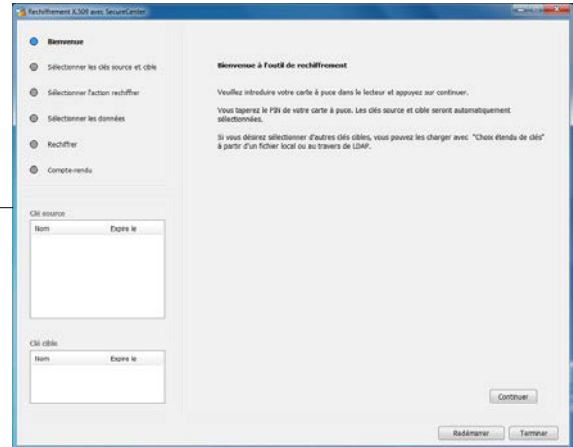 Rechiffrement X.509 avec SecureCenter
Bienvenue
Sélectionner les clés source et cible
Sélectionner l'action rechiffrer
Sélectionner les données
Rechiffrer
Compte-rendu
Clé source
Nom Expire le
Clé cible
Nom Expire le
Bienvenue à l'outil de rechiffrement
Veuillez introduire votre carte à puce dans le lecteur et appuyez sur continuer.
Vous taperez le PIN de votre carte à puce. Les clés source et cible seront automatiquement
sélectionnées.
Si vous désirez sélectionner d'autres clés cibles, vous pouvez les charger avec "Choix étendu de clés"
à partir d'un fichier local ou au travers de LDAP.
Continuer
Redémarrer Terminer